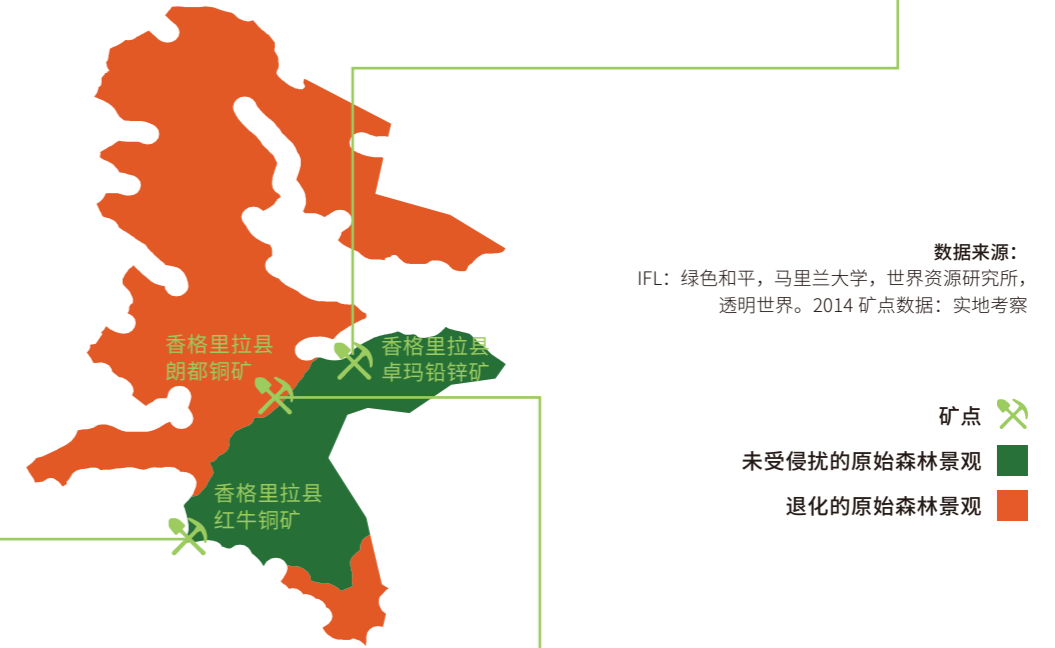 数据来源：
IFL：绿色和平，马里兰大学，世界资源研究所，
透明世界。2014 矿点数据：实地考察
香格里拉县
朗都铜矿
香格里拉县
卓玛铅锌矿
香格里拉县
红牛铜矿
矿点
未受侵扰的原始森林景观
退化的原始森林景观